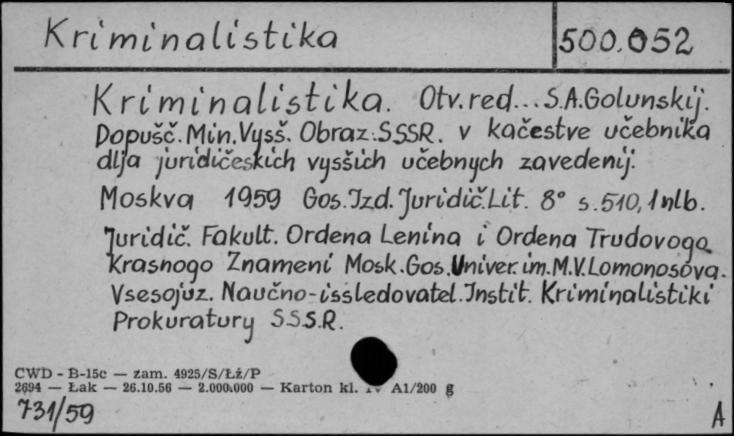 Kriminalistika
500.052
Kriminalistika. Otv.red... S.A.Golunskij.
Dopušč. Min. Vysš. Obraz. SSSR. v kačestve učebnika
dlja juridičeskich vysšich učebnych zavedenij.
Moskva 1959 Gos.Izd.Juridič.Lit. 8° s.510, 1 nlb.
Juridič. Fakult. Ordena Lenina i Ordena Trudovogo
Krasnogo Znameni Mosk.Gos.Univer. im.M.V.Lomonosova.
Vsesojuz. Naučno-issledovatel. Instit. Kriminalistiki
Prokuratury S.S.S.R.
CWD - B-15c — zam. 4925/S/Łż/P
2694 — Łak — 26.10.56 — 2.000.000 — Karton kl. IV A1/200 g
731/59
A